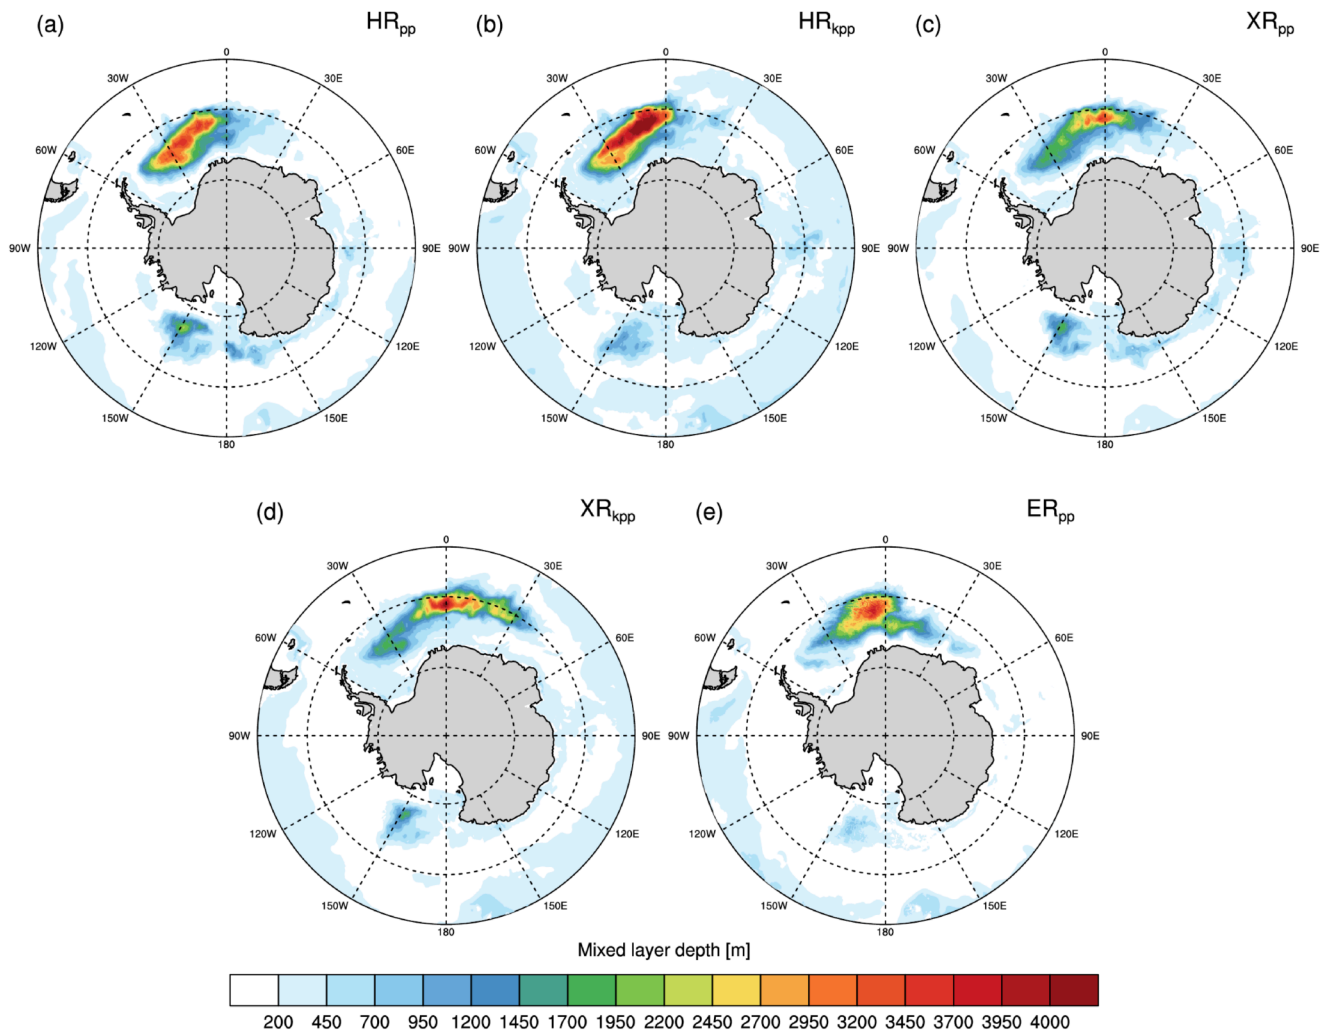 (a) HRpp (b) HRkpp (c) XRpp
0 0 0
30W 30E 30W 30E 30W 30E
60W 60E 60W 60E 60W 60E
90W 90E 90W 90E 90W 90E
120W 120E 120W 120E 120W 120E
150W 150E 150W 150E 150W 150E
180 180 180
(d) XRkpp (e) ERpp
0 0
30W 30E 30W 30E
60W 60E 60W 60E
90W 90E 90W 90E
120W 120E 120W 120E
150W 150E 150W 150E
180 180
Mixed layer depth [m]
200 450 700 950 1200 1450 1700 1950 2200 2450 2700 2950 3200 3450 3700 3950 4000